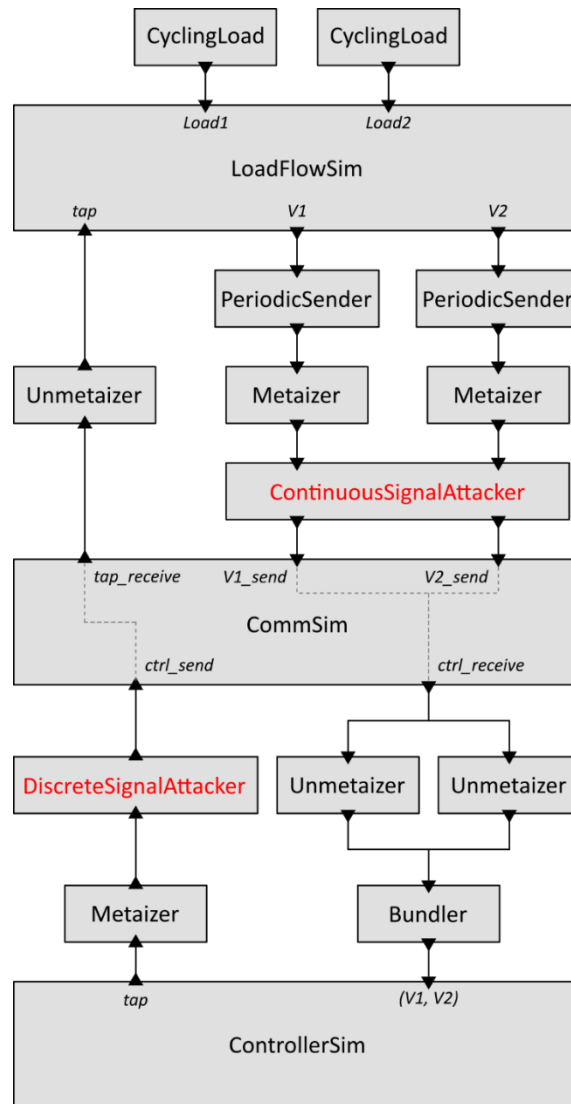 CyclingLoad CyclingLoad
Load1 Load2
LoadFlowSim
tap V1 V2
PeriodicSender PeriodicSender
Unmetaizer Metaizer Metaizer
ContinuousSignalAttacker
tap_receive V1_send V2_send
CommSim
ctrl_send ctrl_receive
DiscreteSignalAttacker Unmetaizer Unmetaizer
Metaizer Bundler
tap (V1, V2)
ControllerSim